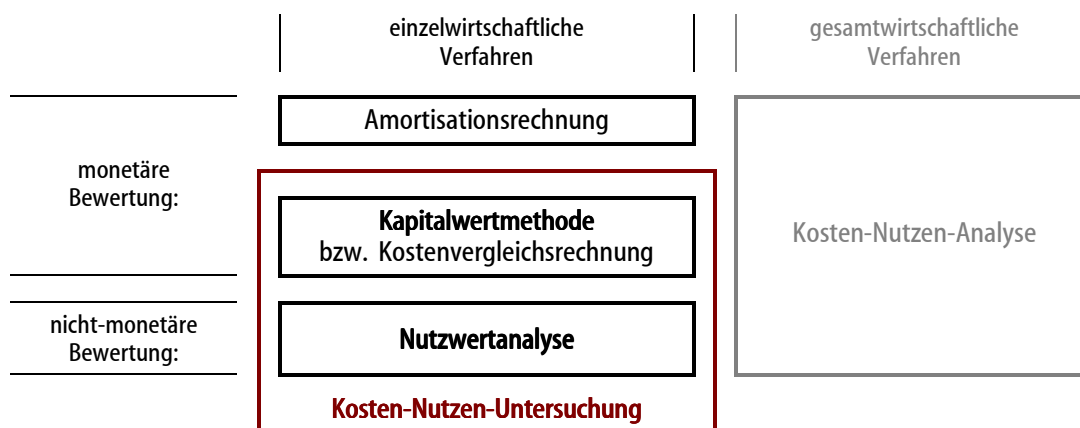 einzelwirtschaftliche
Verfahren
gesamtwirtschaftliche
Verfahren
monetäre
Bewertung:
Amortisationsrechnung
Kapitalwertmethode
bzw. Kostenvergleichsrechnung
Kosten-Nutzen-Analyse
nicht-monetäre
Bewertung:
Nutzwertanalyse
Kosten-Nutzen-Untersuchung